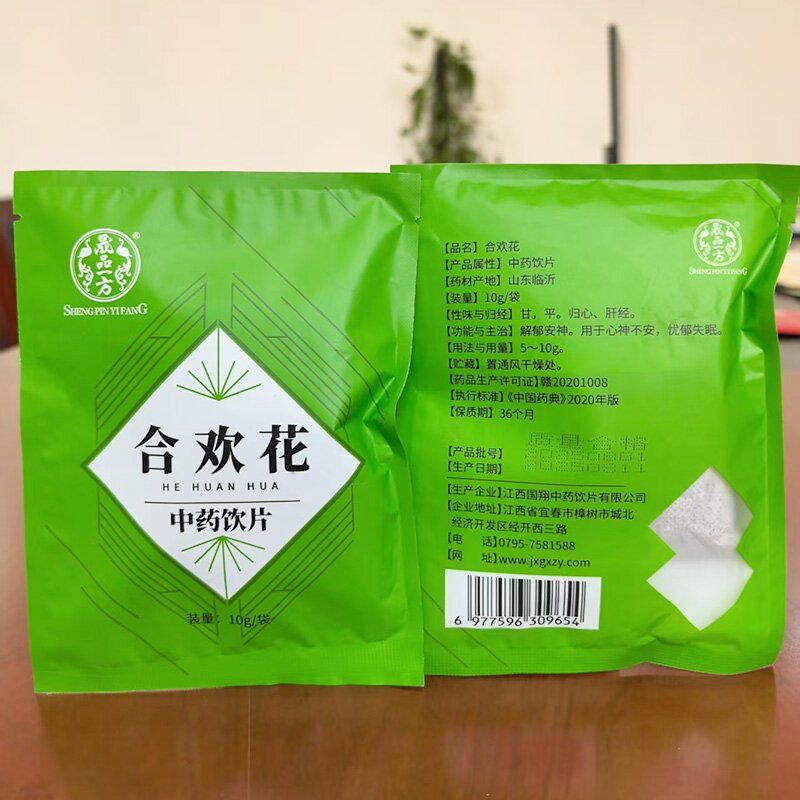 晟品一方
®
SHENG PIN YI FANG
合欢花
HE HUAN HUA
中药饮片
装量：10g/袋
晟品一方
®
SHENG PIN YI FANG
【品名】合欢花
【产品属性】中药饮片
【药材产地】山东临沂
【装量】10g/袋
【性味与归经】甘，平。归心、肝经。
【功能与主治】解郁安神。用于心神不安，忧郁失眠。
【用法与用量】5～10g。
【贮藏】置通风干燥处。
【药品生产许可证】赣20201008
【执行标准】《中国药典》2020年版
【保质期】36个月
质量合格
【产品批号】20250801
【生产日期】20250811
【生产企业】江西国翔中药饮片有限公司
【企业地址】江西省宜春市樟树市城北
经济开发区经开西三路
【电 话】0795-7581588
【网 址】www.jxgxzy.com
6 977596 309654